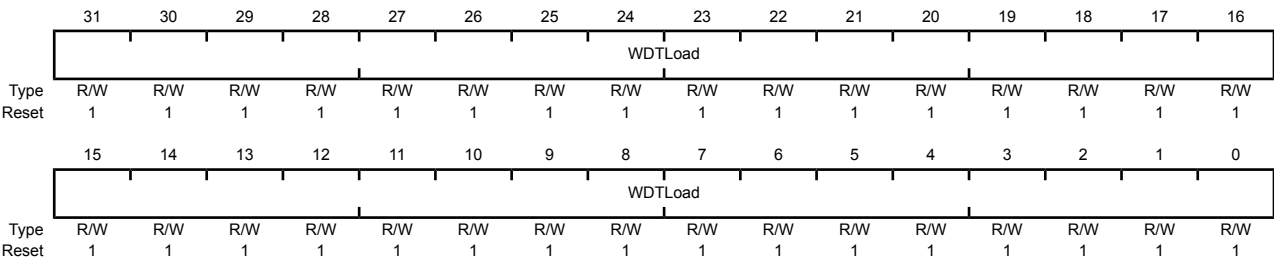 31 30 29 28 27 26 25 24 23 22 21 20 19 18 17 16
WDTLoad
Type R/W R/W R/W R/W R/W R/W R/W R/W R/W R/W R/W R/W R/W R/W R/W R/W
Reset 1 1 1 1 1 1 1 1 1 1 1 1 1 1 1 1
15 14 13 12 11 10 9 8 7 6 5 4 3 2 1 0
WDTLoad
Type R/W R/W R/W R/W R/W R/W R/W R/W R/W R/W R/W R/W R/W R/W R/W R/W
Reset 1 1 1 1 1 1 1 1 1 1 1 1 1 1 1 1